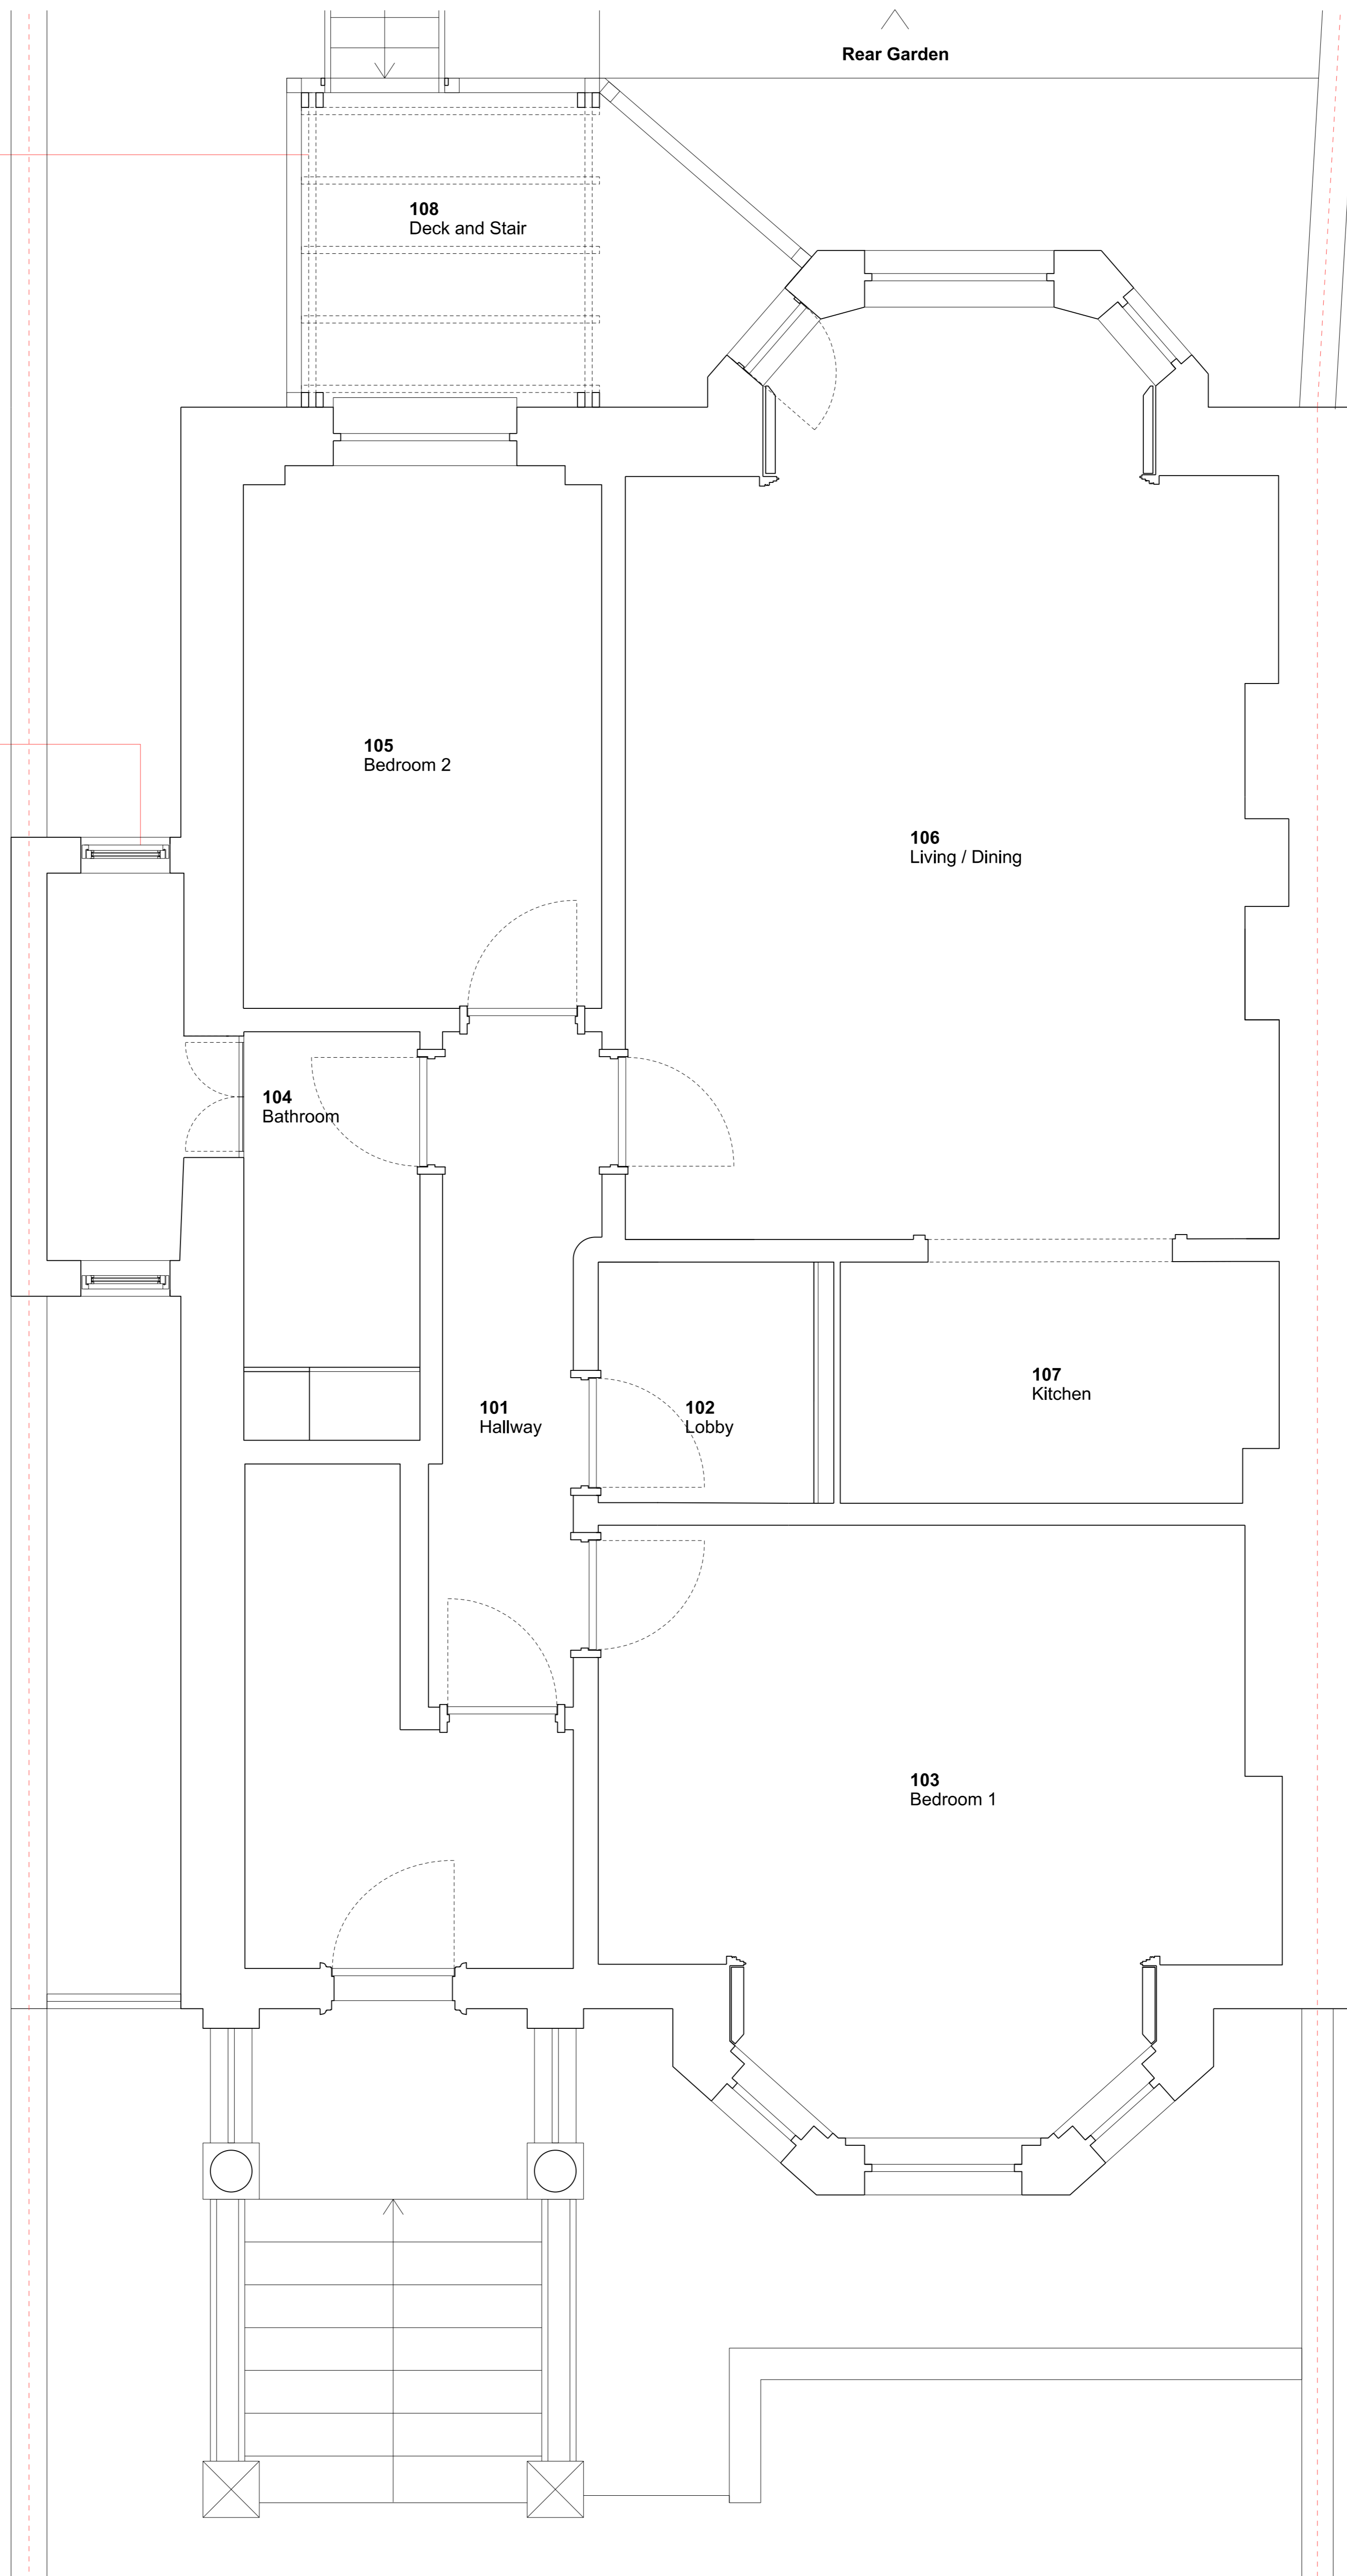 Rear Garden
108
Deck and Stair
105
Bedroom 2
106
Living / Dining
104
Bathroom
107
Kitchen
101
Hallway
102
Lobby
103
Bedroom 1